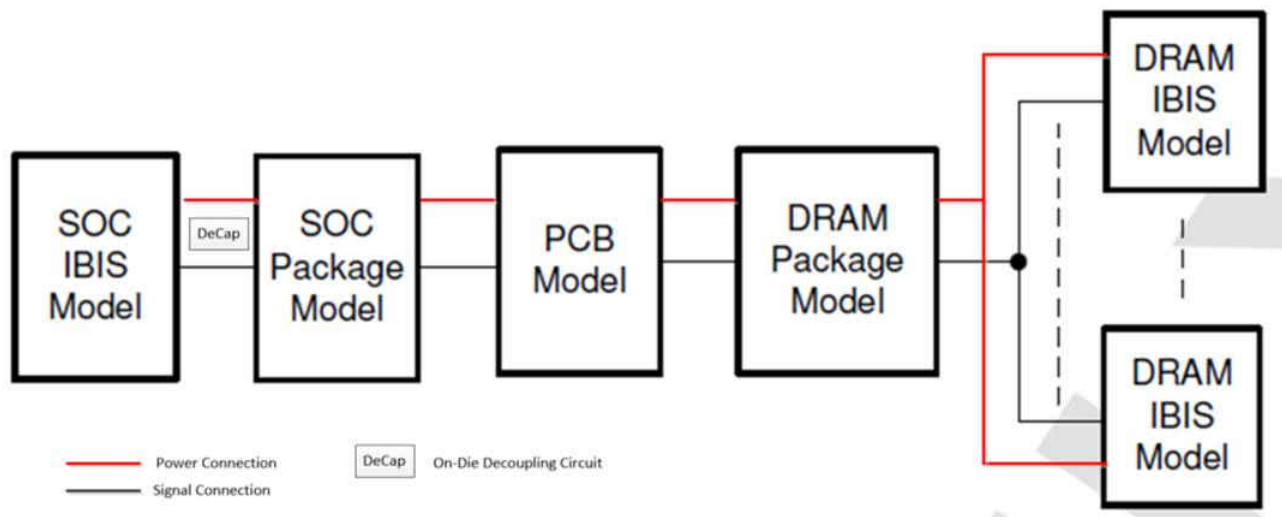 SOC
IBIS
Model
DeCap
SOC
Package
Model
PCB
Model
DRAM
Package
Model
DRAM
IBIS
Model
DRAM
IBIS
Model
Power Connection
DeCap
On-Die Decoupling Circuit
Signal Connection